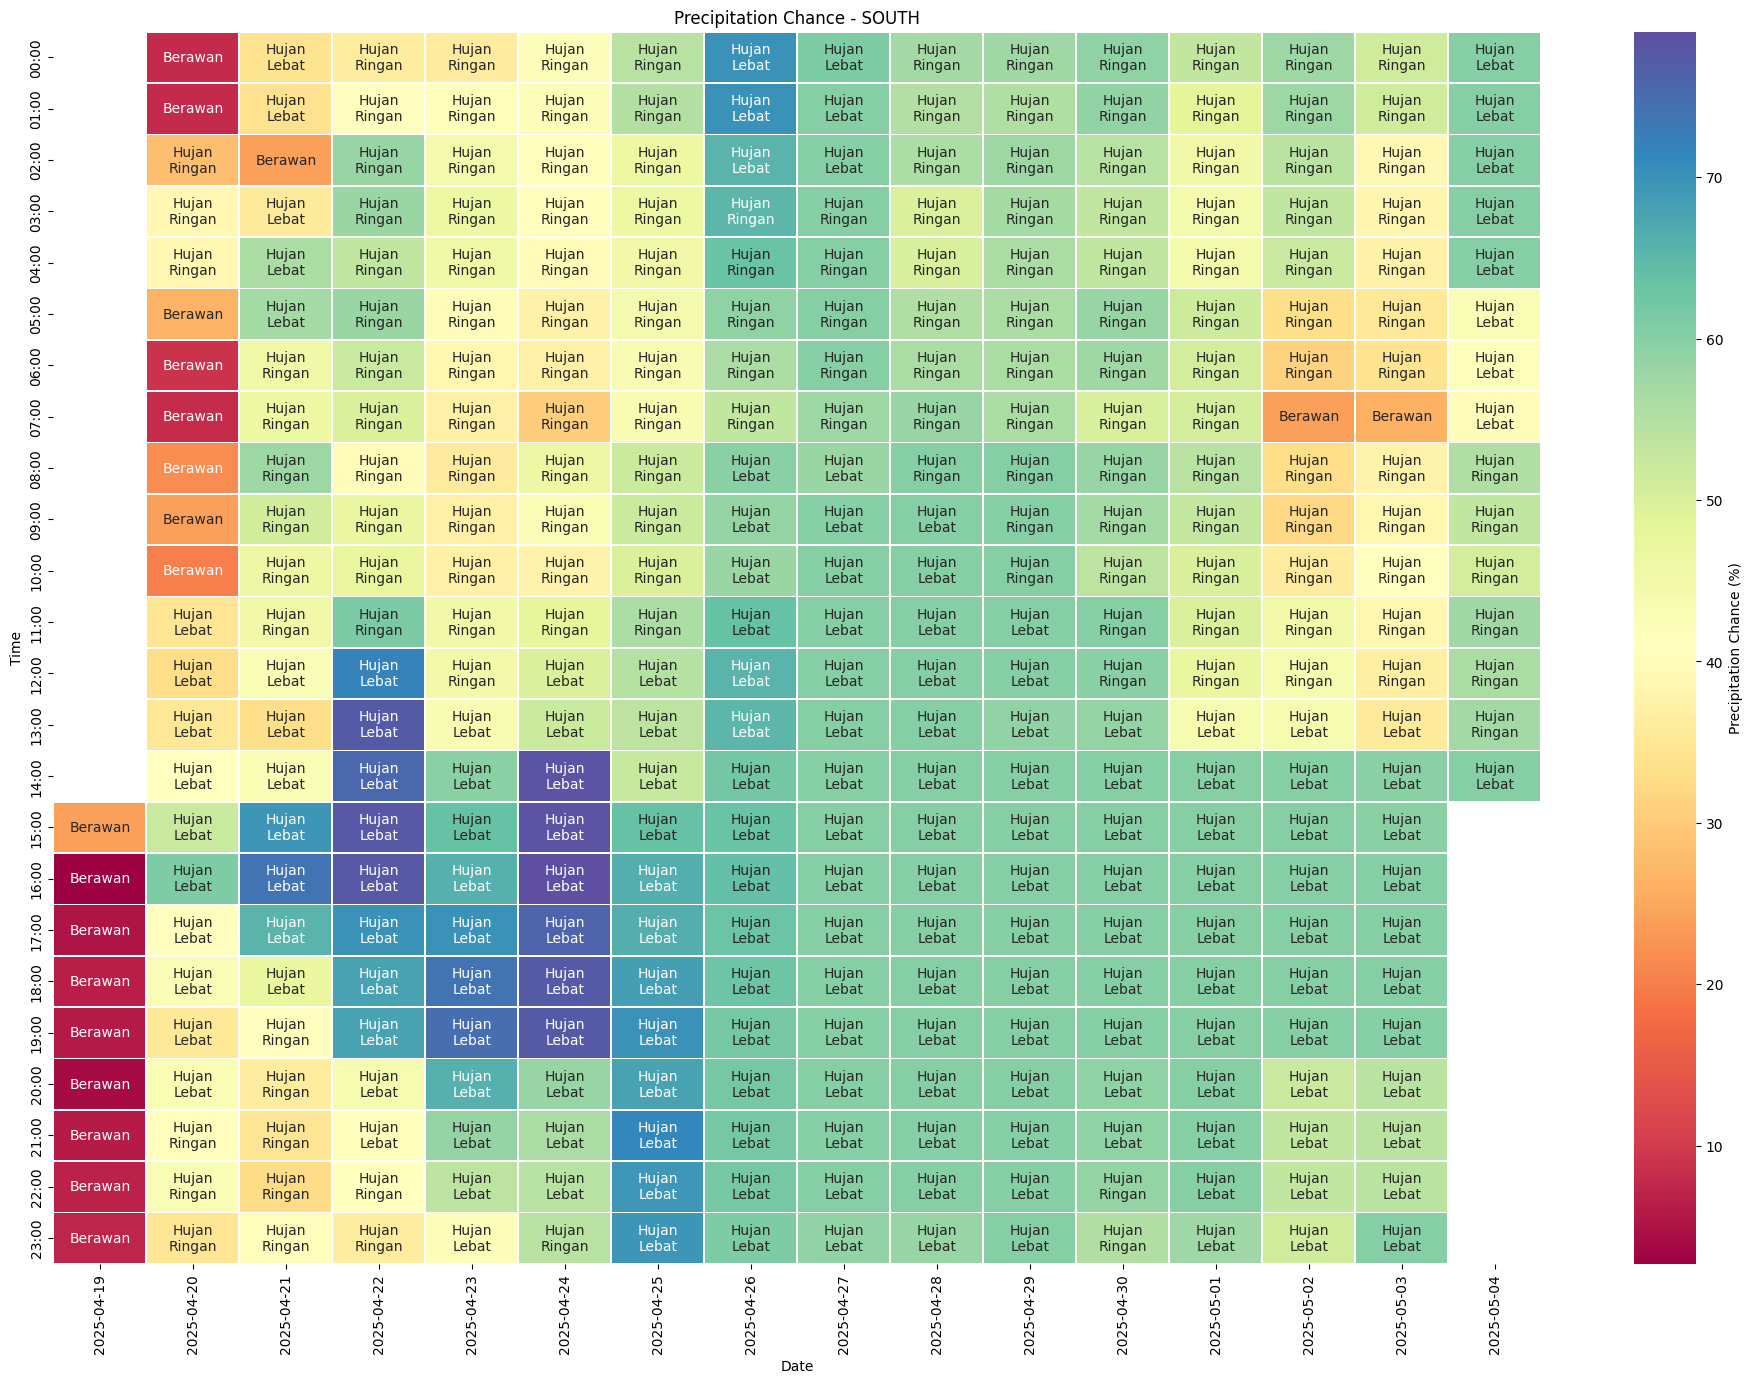 Precipitation Chance - SOUTH
00:00 Berawan Hujan Lebat Hujan Ringan Hujan Ringan Hujan Ringan Hujan Ringan Hujan Lebat Hujan Lebat Hujan Ringan Hujan Ringan Hujan Ringan Hujan Ringan Hujan Ringan Hujan Ringan Hujan Lebat
01:00 Berawan Hujan Lebat Hujan Ringan Hujan Ringan Hujan Ringan Hujan Ringan Hujan Lebat Hujan Lebat Hujan Ringan Hujan Ringan Hujan Ringan Hujan Ringan Hujan Ringan Hujan Ringan Hujan Lebat
02:00 Hujan Ringan Berawan Hujan Ringan Hujan Ringan Hujan Ringan Hujan Ringan Hujan Lebat Hujan Lebat Hujan Ringan Hujan Ringan Hujan Ringan Hujan Ringan Hujan Ringan Hujan Ringan Hujan Lebat
03:00 Hujan Ringan Hujan Lebat Hujan Ringan Hujan Ringan Hujan Ringan Hujan Ringan Hujan Ringan Hujan Ringan Hujan Ringan Hujan Ringan Hujan Ringan Hujan Ringan Hujan Ringan Hujan Ringan Hujan Lebat
04:00 Hujan Ringan Hujan Lebat Hujan Ringan Hujan Ringan Hujan Ringan Hujan Ringan Hujan Ringan Hujan Ringan Hujan Ringan Hujan Ringan Hujan Ringan Hujan Ringan Hujan Ringan Hujan Ringan Hujan Lebat
05:00 Berawan Hujan Lebat Hujan Ringan Hujan Ringan Hujan Ringan Hujan Ringan Hujan Ringan Hujan Ringan Hujan Ringan Hujan Ringan Hujan Ringan Hujan Ringan Hujan Ringan Hujan Ringan Hujan Lebat
06:00 Berawan Hujan Ringan Hujan Ringan Hujan Ringan Hujan Ringan Hujan Ringan Hujan Ringan Hujan Ringan Hujan Ringan Hujan Ringan Hujan Ringan Hujan Ringan Hujan Ringan Hujan Ringan Hujan Lebat
07:00 Berawan Hujan Ringan Hujan Ringan Hujan Ringan Hujan Ringan Hujan Ringan Hujan Ringan Hujan Ringan Hujan Ringan Hujan Ringan Hujan Ringan Hujan Ringan Berawan Berawan Hujan Lebat
08:00 Berawan Hujan Ringan Hujan Ringan Hujan Ringan Hujan Ringan Hujan Ringan Hujan Lebat Hujan Lebat Hujan Ringan Hujan Ringan Hujan Ringan Hujan Ringan Hujan Ringan Hujan Ringan Hujan Ringan
09:00 Berawan Hujan Ringan Hujan Ringan Hujan Ringan Hujan Ringan Hujan Ringan Hujan Lebat Hujan Lebat Hujan Lebat Hujan Ringan Hujan Ringan Hujan Ringan Hujan Ringan Hujan Ringan Hujan Ringan
10:00 Berawan Hujan Ringan Hujan Ringan Hujan Ringan Hujan Ringan Hujan Ringan Hujan Lebat Hujan Lebat Hujan Lebat Hujan Ringan Hujan Ringan Hujan Ringan Hujan Ringan Hujan Ringan Hujan Ringan
11:00 Hujan Lebat Hujan Ringan Hujan Ringan Hujan Ringan Hujan Ringan Hujan Ringan Hujan Lebat Hujan Lebat Hujan Lebat Hujan Lebat Hujan Ringan Hujan Ringan Hujan Ringan Hujan Ringan Hujan Ringan
12:00 Hujan Lebat Hujan Lebat Hujan Lebat Hujan Ringan Hujan Lebat Hujan Lebat Hujan Lebat Hujan Lebat Hujan Lebat Hujan Lebat Hujan Ringan Hujan Ringan Hujan Ringan Hujan Ringan Hujan Ringan
13:00 Hujan Lebat Hujan Lebat Hujan Lebat Hujan Lebat Hujan Lebat Hujan Lebat Hujan Lebat Hujan Lebat Hujan Lebat Hujan Lebat Hujan Lebat Hujan Lebat Hujan Lebat Hujan Lebat Hujan Ringan
14:00 Hujan Lebat Hujan Lebat Hujan Lebat Hujan Lebat Hujan Lebat Hujan Lebat Hujan Lebat Hujan Lebat Hujan Lebat Hujan Lebat Hujan Lebat Hujan Lebat Hujan Lebat Hujan Lebat Hujan Lebat
15:00 Berawan Hujan Lebat Hujan Lebat Hujan Lebat Hujan Lebat Hujan Lebat Hujan Lebat Hujan Lebat Hujan Lebat Hujan Lebat Hujan Lebat Hujan Lebat Hujan Lebat Hujan Lebat Hujan Lebat
16:00 Berawan Hujan Lebat Hujan Lebat Hujan Lebat Hujan Lebat Hujan Lebat Hujan Lebat Hujan Lebat Hujan Lebat Hujan Lebat Hujan Lebat Hujan Lebat Hujan Lebat Hujan Lebat Hujan Lebat
17:00 Berawan Hujan Lebat Hujan Lebat Hujan Lebat Hujan Lebat Hujan Lebat Hujan Lebat Hujan Lebat Hujan Lebat Hujan Lebat Hujan Lebat Hujan Lebat Hujan Lebat Hujan Lebat Hujan Lebat
18:00 Berawan Hujan Lebat Hujan Lebat Hujan Lebat Hujan Lebat Hujan Lebat Hujan Lebat Hujan Lebat Hujan Lebat Hujan Lebat Hujan Lebat Hujan Lebat Hujan Lebat Hujan Lebat Hujan Lebat
19:00 Berawan Hujan Lebat Hujan Ringan Hujan Lebat Hujan Lebat Hujan Lebat Hujan Lebat Hujan Lebat Hujan Lebat Hujan Lebat Hujan Lebat Hujan Lebat Hujan Lebat Hujan Lebat Hujan Lebat
20:00 Berawan Hujan Lebat Hujan Ringan Hujan Lebat Hujan Lebat Hujan Lebat Hujan Lebat Hujan Lebat Hujan Lebat Hujan Lebat Hujan Lebat Hujan Lebat Hujan Lebat Hujan Lebat Hujan Lebat
21:00 Berawan Hujan Ringan Hujan Ringan Hujan Lebat Hujan Lebat Hujan Lebat Hujan Lebat Hujan Lebat Hujan Lebat Hujan Lebat Hujan Lebat Hujan Lebat Hujan Lebat Hujan Lebat Hujan Lebat
22:00 Berawan Hujan Ringan Hujan Ringan Hujan Ringan Hujan Lebat Hujan Lebat Hujan Lebat Hujan Lebat Hujan Lebat Hujan Lebat Hujan Lebat Hujan Ringan Hujan Lebat Hujan Lebat Hujan Lebat
23:00 Berawan Hujan Ringan Hujan Ringan Hujan Ringan Hujan Lebat Hujan Ringan Hujan Lebat Hujan Lebat Hujan Lebat Hujan Lebat Hujan Lebat Hujan Ringan Hujan Lebat Hujan Lebat Hujan Lebat
Time
2025-04-19 2025-04-20 2025-04-21 2025-04-22 2025-04-23 2025-04-24 2025-04-25 2025-04-26 2025-04-27 2025-04-28 2025-04-29 2025-04-30 2025-05-01 2025-05-02 2025-05-03 2025-05-04
Date
70
60
50
40
30
20
10
Precipitation Chance (%)